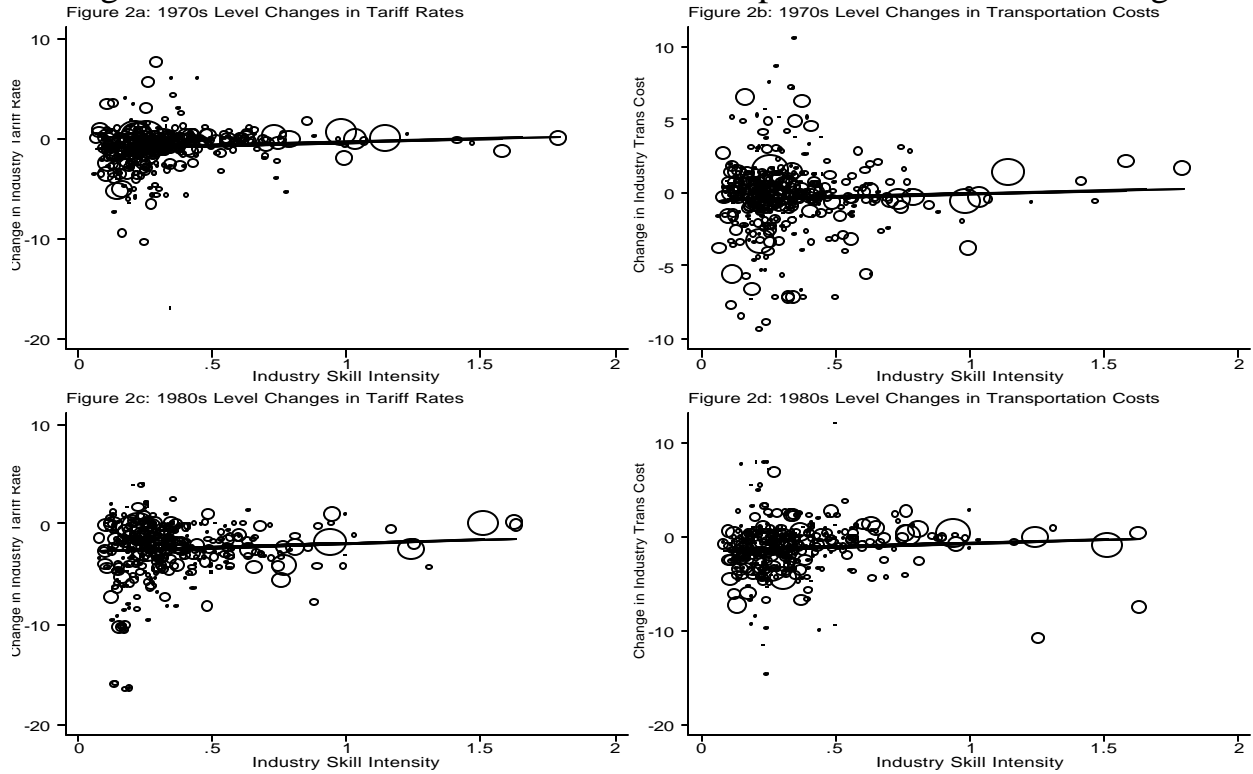 Figure 2a: 1970s Level Changes in Tariff Rates
Change in Industry Tariff Rate
10
0
-10
-20
0 .5 1 1.5 2
Industry Skill Intensity
Figure 2b: 1970s Level Changes in Transportation Costs
Change in Industry Trans Cost
10
5
0
-5
-10
0 .5 1 1.5 2
Industry Skill Intensity
Figure 2c: 1980s Level Changes in Tariff Rates
Change in Industry Tariff Rate
10
0
-10
-20
0 .5 1 1.5 2
Industry Skill Intensity
Figure 2d: 1980s Level Changes in Transportation Costs
Change in Industry Trans Cost
10
0
-10
-20
0 .5 1 1.5 2
Industry Skill Intensity